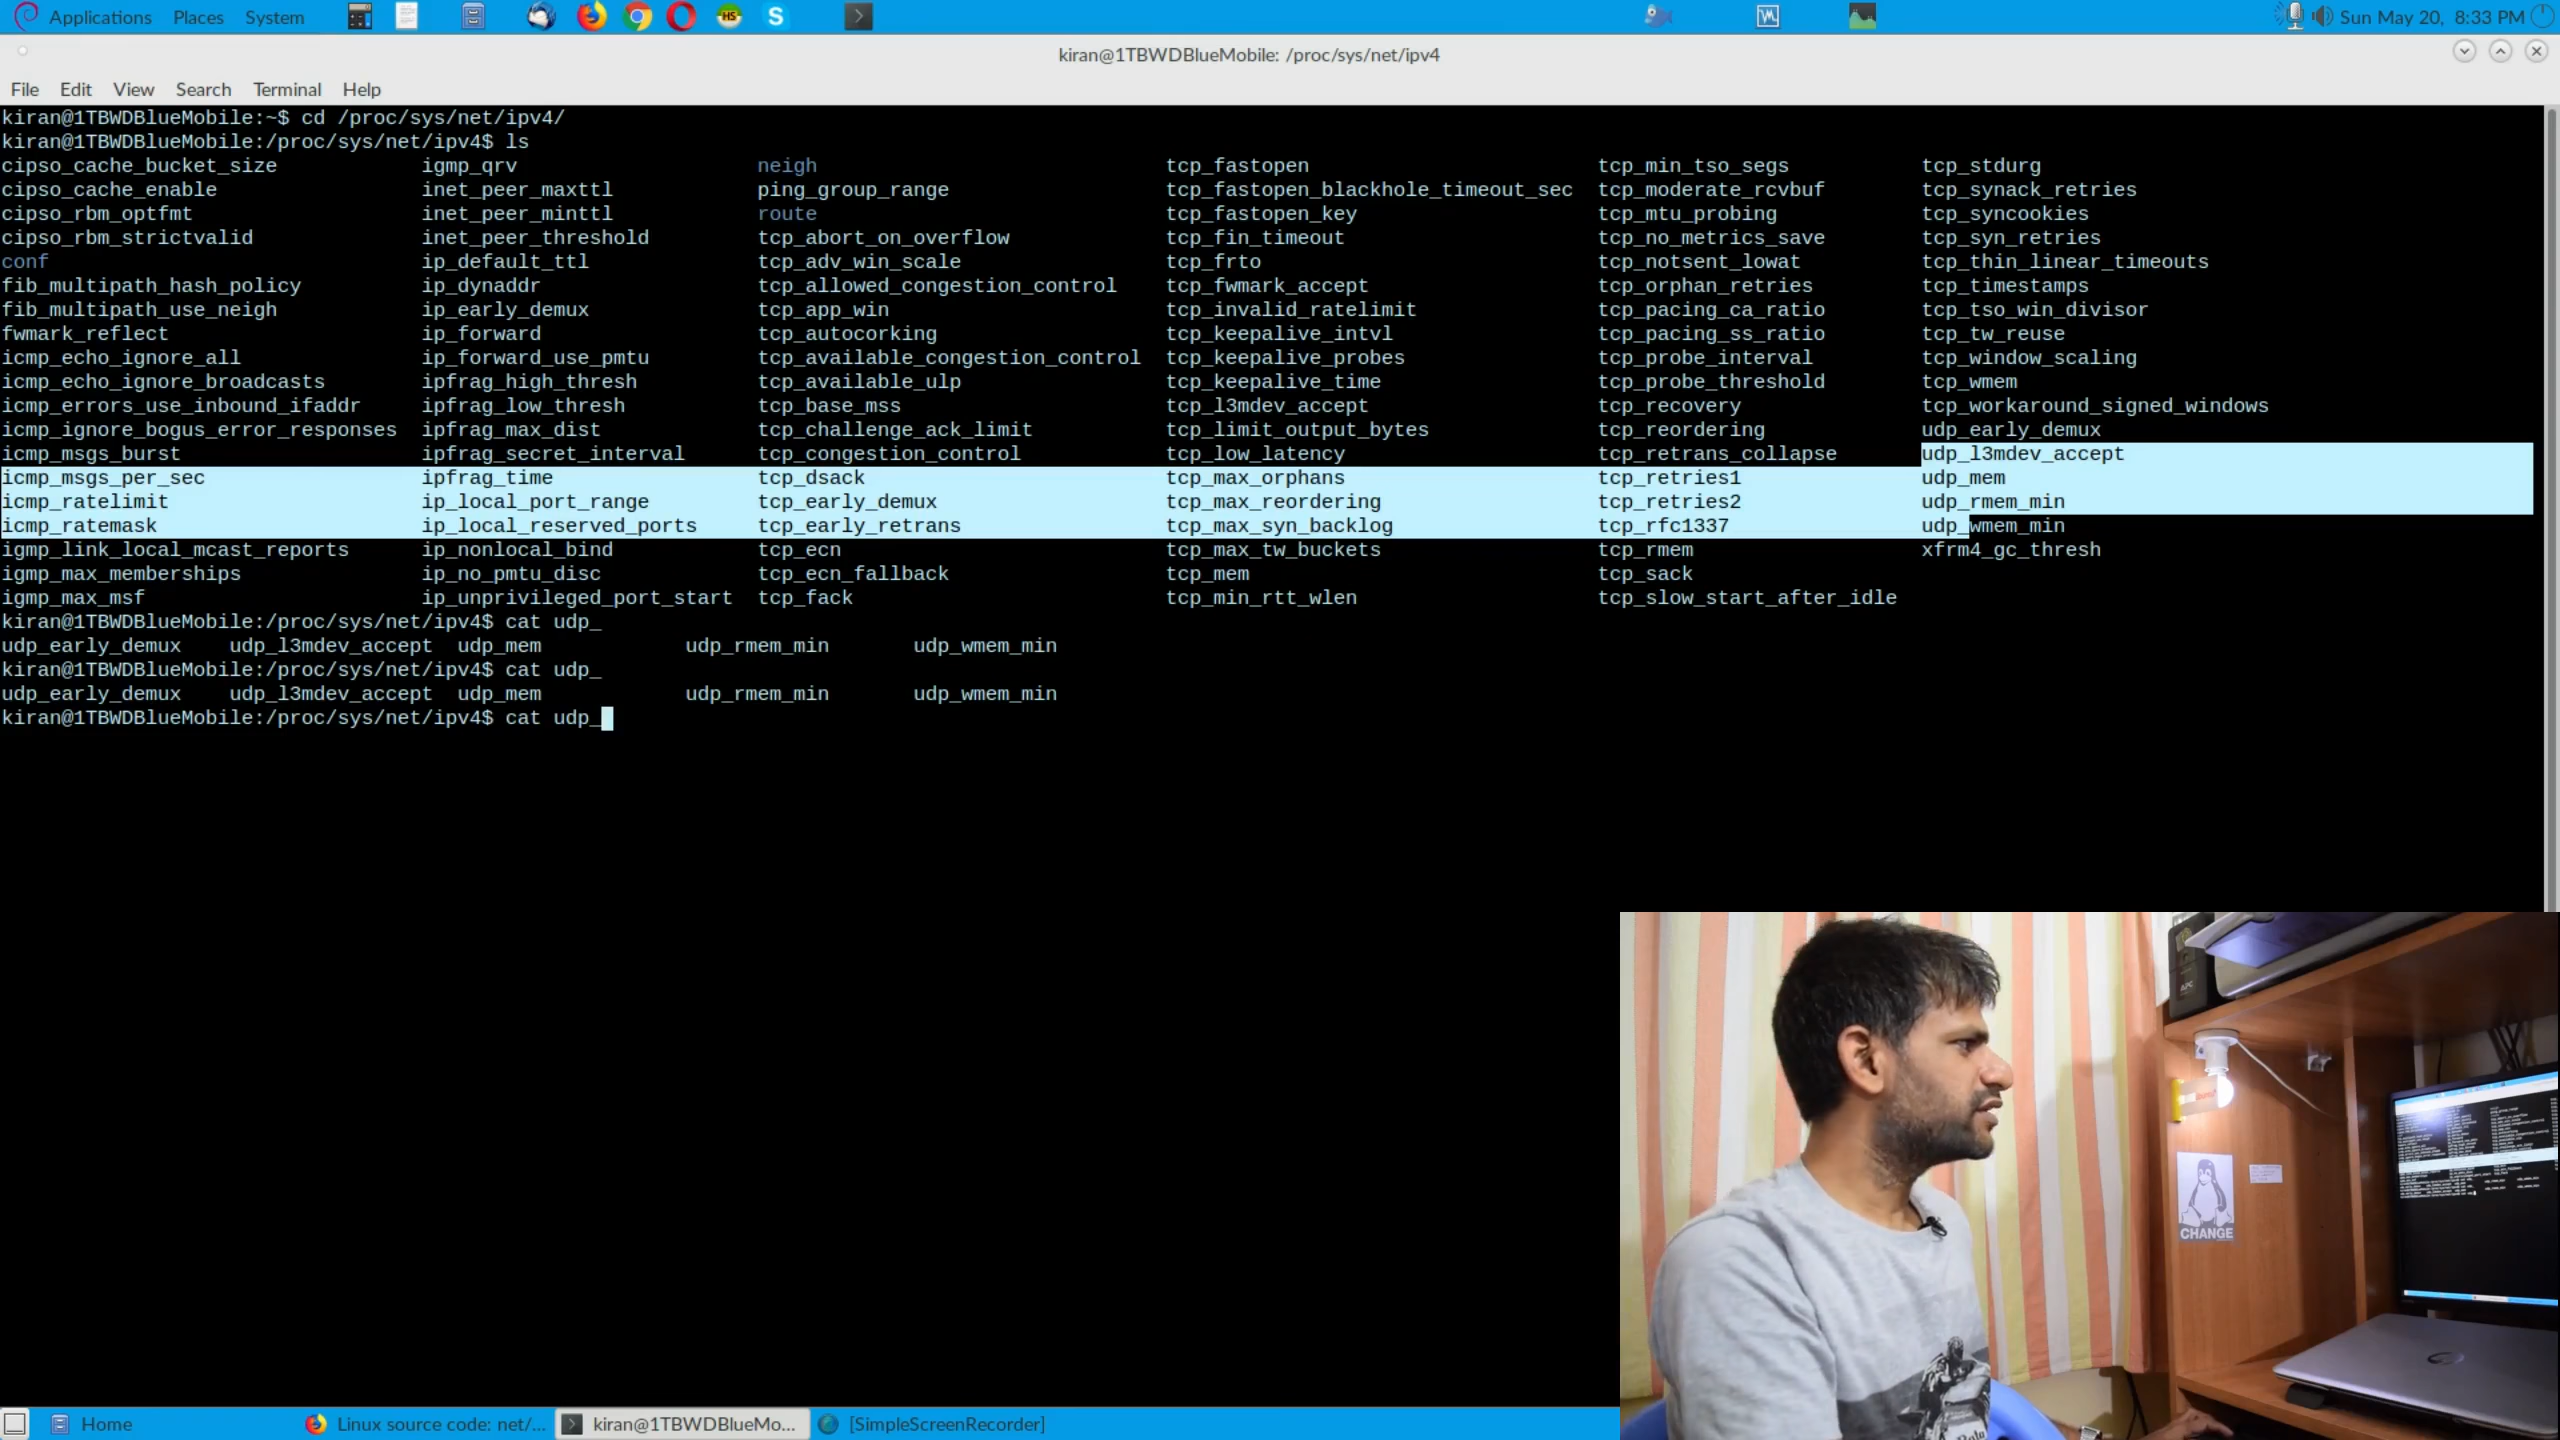 Applications Places System Sun May 20, 8:33 PM
kiran@1TBWDBlueMobile: /proc/sys/net/ipv4
File Edit View Search Terminal Help
kiran@1TBWDBlueMobile:~$ cd /proc/sys/net/ipv4/
kiran@1TBWDBlueMobile:/proc/sys/net/ipv4$ ls
cipso_cache_bucket_size igmp_qrv neigh tcp_fastopen tcp_min_tso_segs tcp_stdurg
cipso_cache_enable inet_peer_maxttl ping_group_range tcp_fastopen_blackhole_timeout_sec tcp_moderate_rcvbuf tcp_synack_retries
cipso_rbm_optfmt inet_peer_minttl route tcp_fastopen_key tcp_mtu_probing tcp_syncookies
cipso_rbm_strictvalid inet_peer_threshold tcp_abort_on_overflow tcp_fin_timeout tcp_no_metrics_save tcp_syn_retries
conf ip_default_ttl tcp_adv_win_scale tcp_frto tcp_notsent_lowat tcp_thin_linear_timeouts
fib_multipath_hash_policy ip_dynaddr tcp_allowed_congestion_control tcp_fwmark_accept tcp_orphan_retries tcp_timestamps
fib_multipath_use_neigh ip_early_demux tcp_app_win tcp_invalid_ratelimit tcp_pacing_ca_ratio tcp_tso_win_divisor
fwmark_reflect ip_forward tcp_autocorking tcp_keepalive_intvl tcp_pacing_ss_ratio tcp_tw_reuse
icmp_echo_ignore_all ip_forward_use_pmtu tcp_available_congestion_control tcp_keepalive_probes tcp_probe_interval tcp_window_scaling
icmp_echo_ignore_broadcasts ipfrag_high_thresh tcp_available_ulp tcp_keepalive_time tcp_probe_threshold tcp_wmem
icmp_errors_use_inbound_ifaddr ipfrag_low_thresh tcp_base_mss tcp_l3mdev_accept tcp_recovery tcp_workaround_signed_windows
icmp_ignore_bogus_error_responses ipfrag_max_dist tcp_challenge_ack_limit tcp_limit_output_bytes tcp_reordering udp_early_demux
icmp_msgs_burst ipfrag_secret_interval tcp_congestion_control tcp_low_latency tcp_retrans_collapse udp_l3mdev_accept
icmp_msgs_per_sec ipfrag_time tcp_dsack tcp_max_orphans tcp_retries1 udp_mem
icmp_ratelimit ip_local_port_range tcp_early_demux tcp_max_reordering tcp_retries2 udp_rmem_min
icmp_ratemask ip_local_reserved_ports tcp_early_retrans tcp_max_syn_backlog tcp_rfc1337 udp_wmem_min
igmp_link_local_mcast_reports ip_nonlocal_bind tcp_ecn tcp_max_tw_buckets tcp_rmem xfrm4_gc_thresh
igmp_max_memberships ip_no_pmtu_disc tcp_ecn_fallback tcp_mem tcp_sack
igmp_max_msf ip_unprivileged_port_start tcp_fack tcp_min_rtt_wlen tcp_slow_start_after_idle
kiran@1TBWDBlueMobile:/proc/sys/net/ipv4$ cat udp_
udp_early_demux udp_l3mdev_accept udp_mem udp_rmem_min udp_wmem_min
kiran@1TBWDBlueMobile:/proc/sys/net/ipv4$ cat udp_
udp_early_demux udp_l3mdev_accept udp_mem udp_rmem_min udp_wmem_min
kiran@1TBWDBlueMobile:/proc/sys/net/ipv4$ cat udp_
APC
CHANGE
Home Linux source code: net/... kiran@1TBWDBlueMo... [SimpleScreenRecorder]